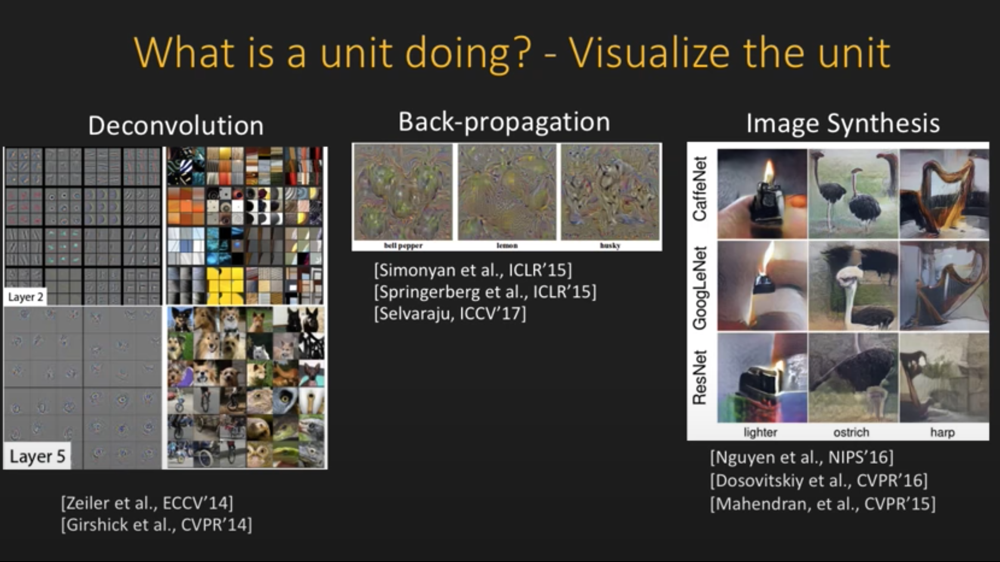 What is a unit doing? - Visualize the unit
Deconvolution
Layer 2
Layer 5
[Zeiler et al., ECCV’14]
[Girshick et al., CVPR’14]
Back-propagation
bell pepper
lemon
husky
[Simonyan et al., ICLR’15]
[Springerberg et al., ICLR’15]
[Selvaraju, ICCV’17]
Image Synthesis
CaffeNet
GoogLeNet
ResNet
lighter
ostrich
harp
[Nguyen et al., NIPS’16]
[Dosovitskiy et al., CVPR’16]
[Mahendran, et al., CVPR’15]